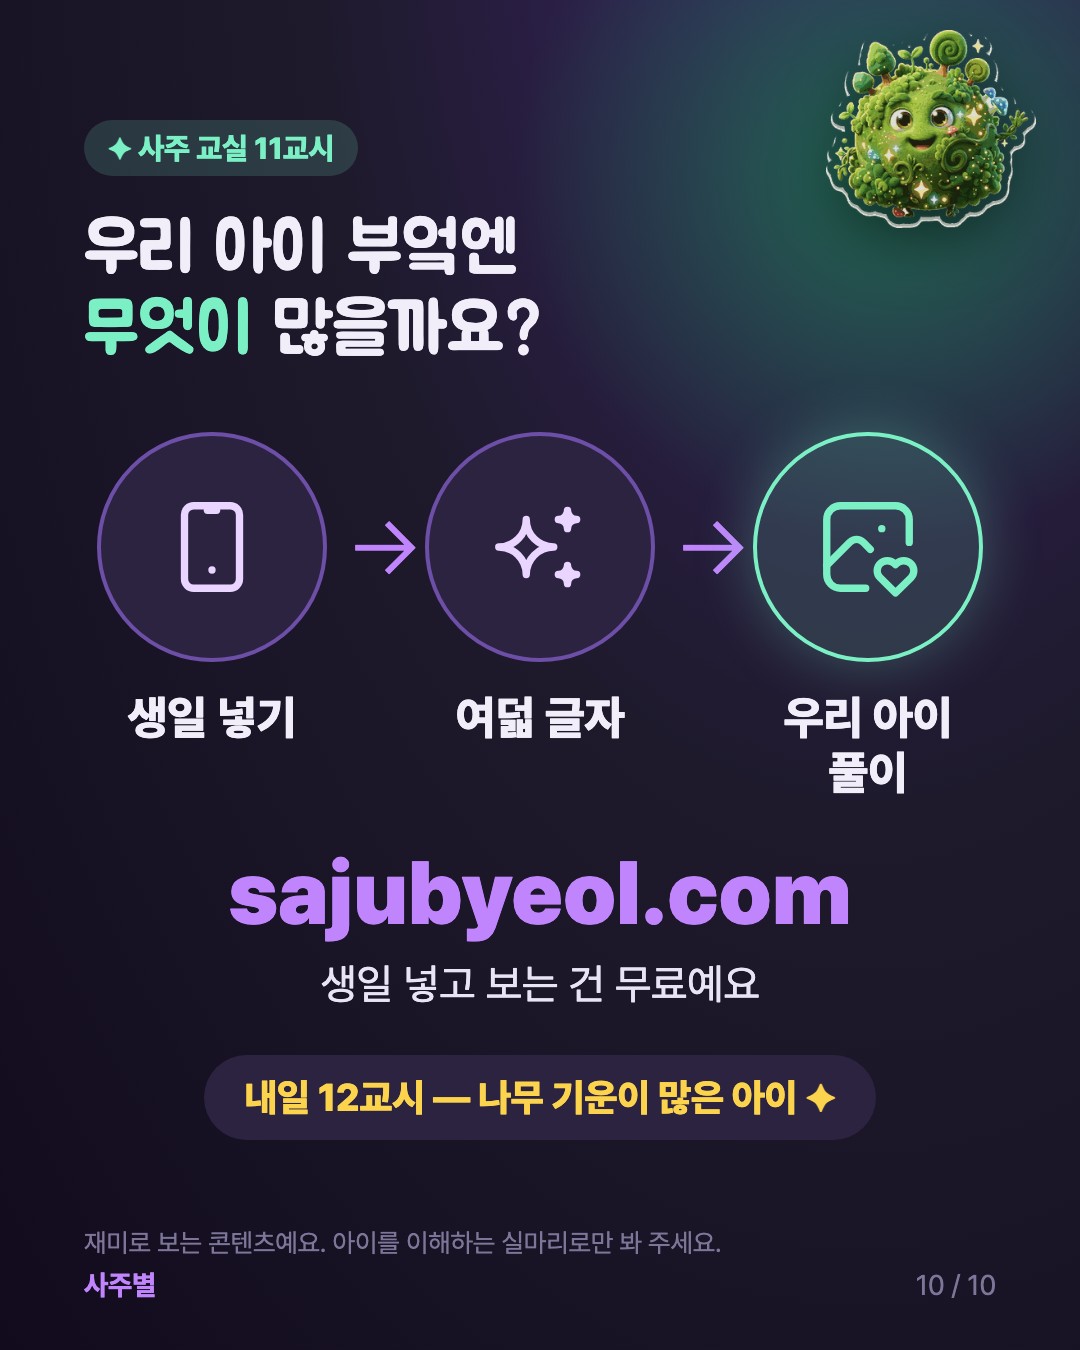 ✦ 사주 교실 11교시
우리 아이 부엌엔
무엇이 많을까요?
생일 넣기
여덟 글자
우리 아이
풀이
sajubyeol.com
생일 넣고 보는 건 무료예요
내일 12교시 — 나무 기운이 많은 아이 ✦
재미로 보는 콘텐츠예요. 아이를 이해하는 실마리로만 봐 주세요.
사주별
10 / 10